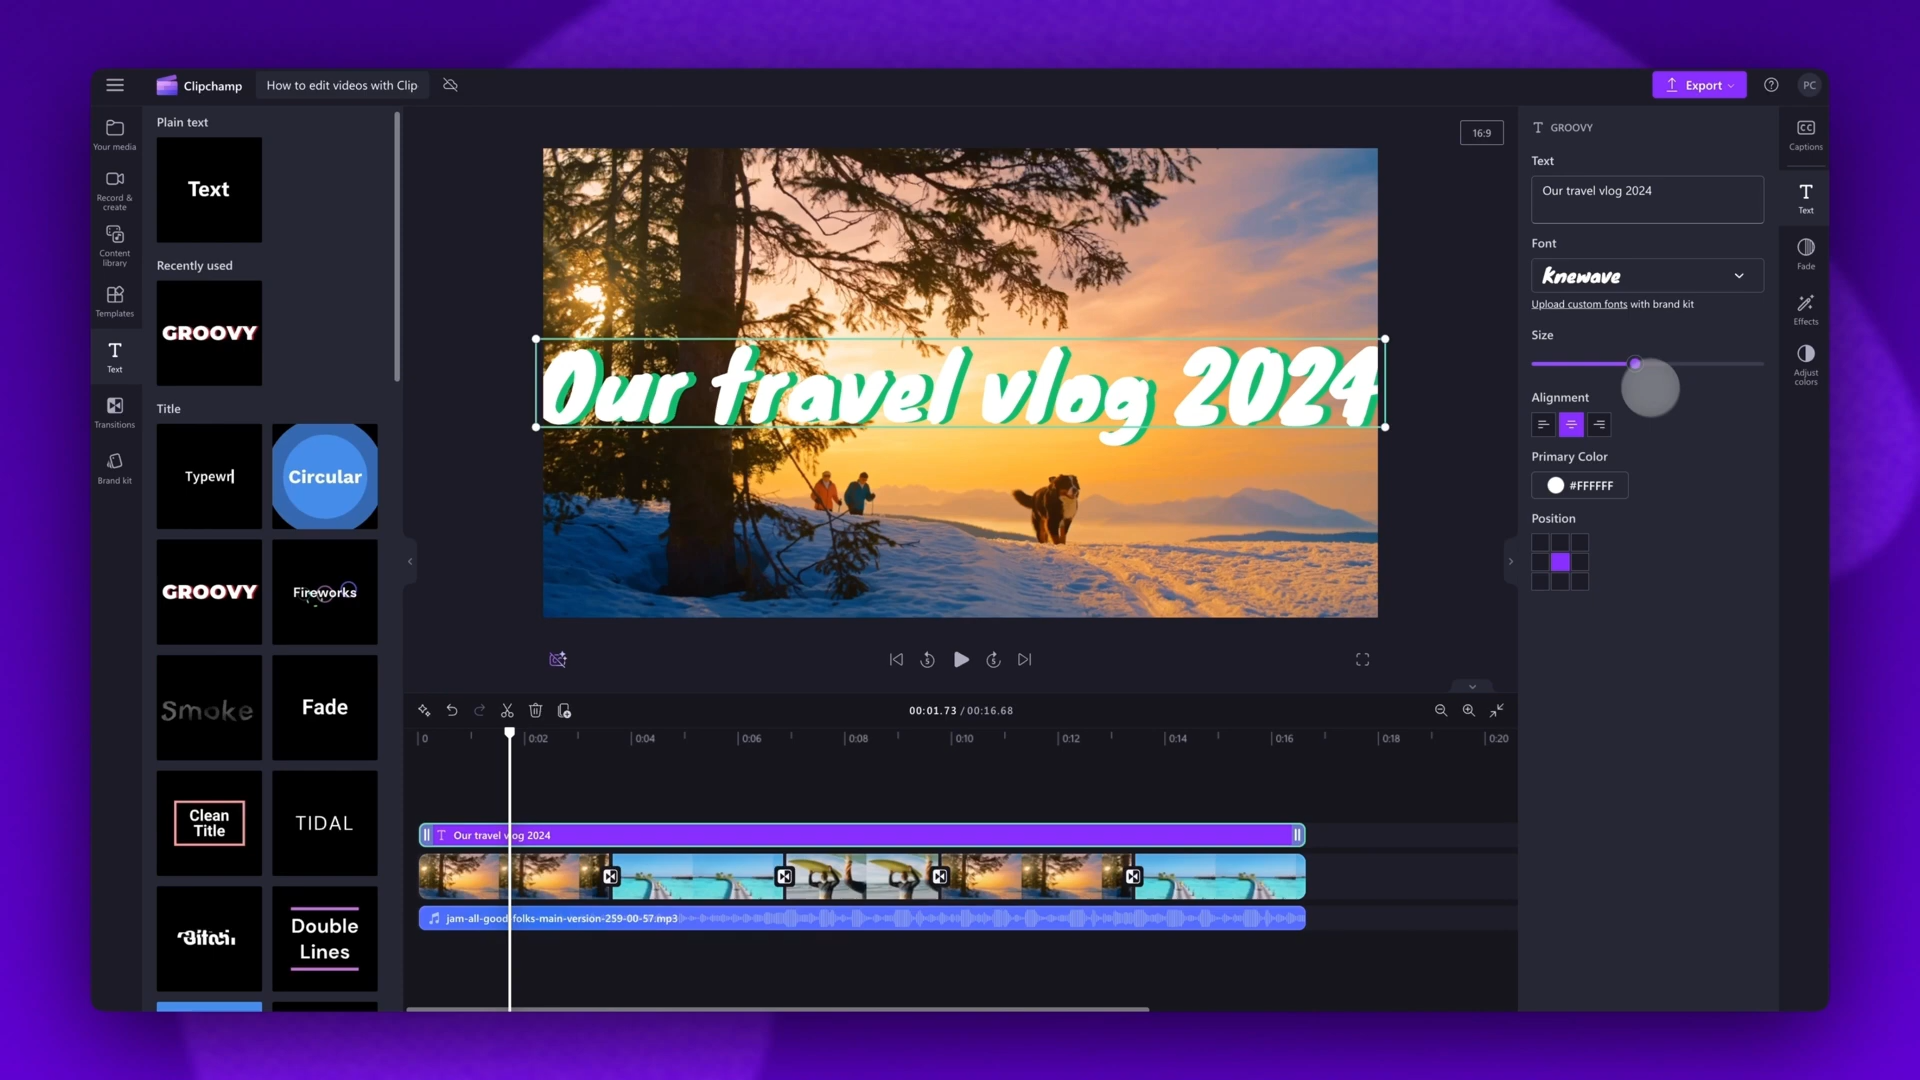 Clipchamp
How to edit videos with Clip
Export
PC
Your media
Record &
create
Content
library
Templates
Text
Transitions
Brand kit
Plain text
Text
Recently used
GROOVY
Title
Typewr
Circular
GROOVY
Fireworks
Smoke
Fade
Clean
Title
TIDAL
Double
Lines
16:9
Our travel vlog 2024
5
5
00:01.73 / 00:16.68
0
0:02
0:04
0:06
0:08
0:10
0:12
0:14
0:16
0:18
0:20
Our travel vlog 2024
jam-all-good-folks-main-version-259-00-57.mp3
T GROOVY
Text
Our travel vlog 2024
Font
Knewave
Upload custom fonts with brand kit
Size
Alignment
Primary Color
#FFFFFF
Position
CC
Captions
Text
Fade
Effects
Adjust
colors